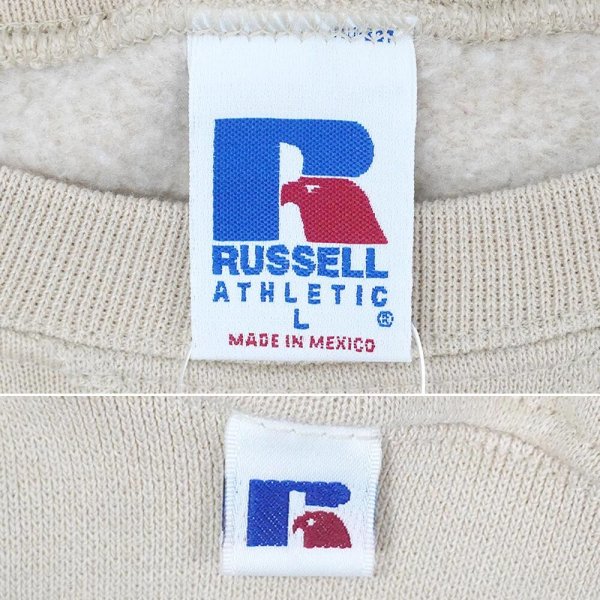 RUSSELL
ATHLETIC
L ®
MADE IN MEXICO